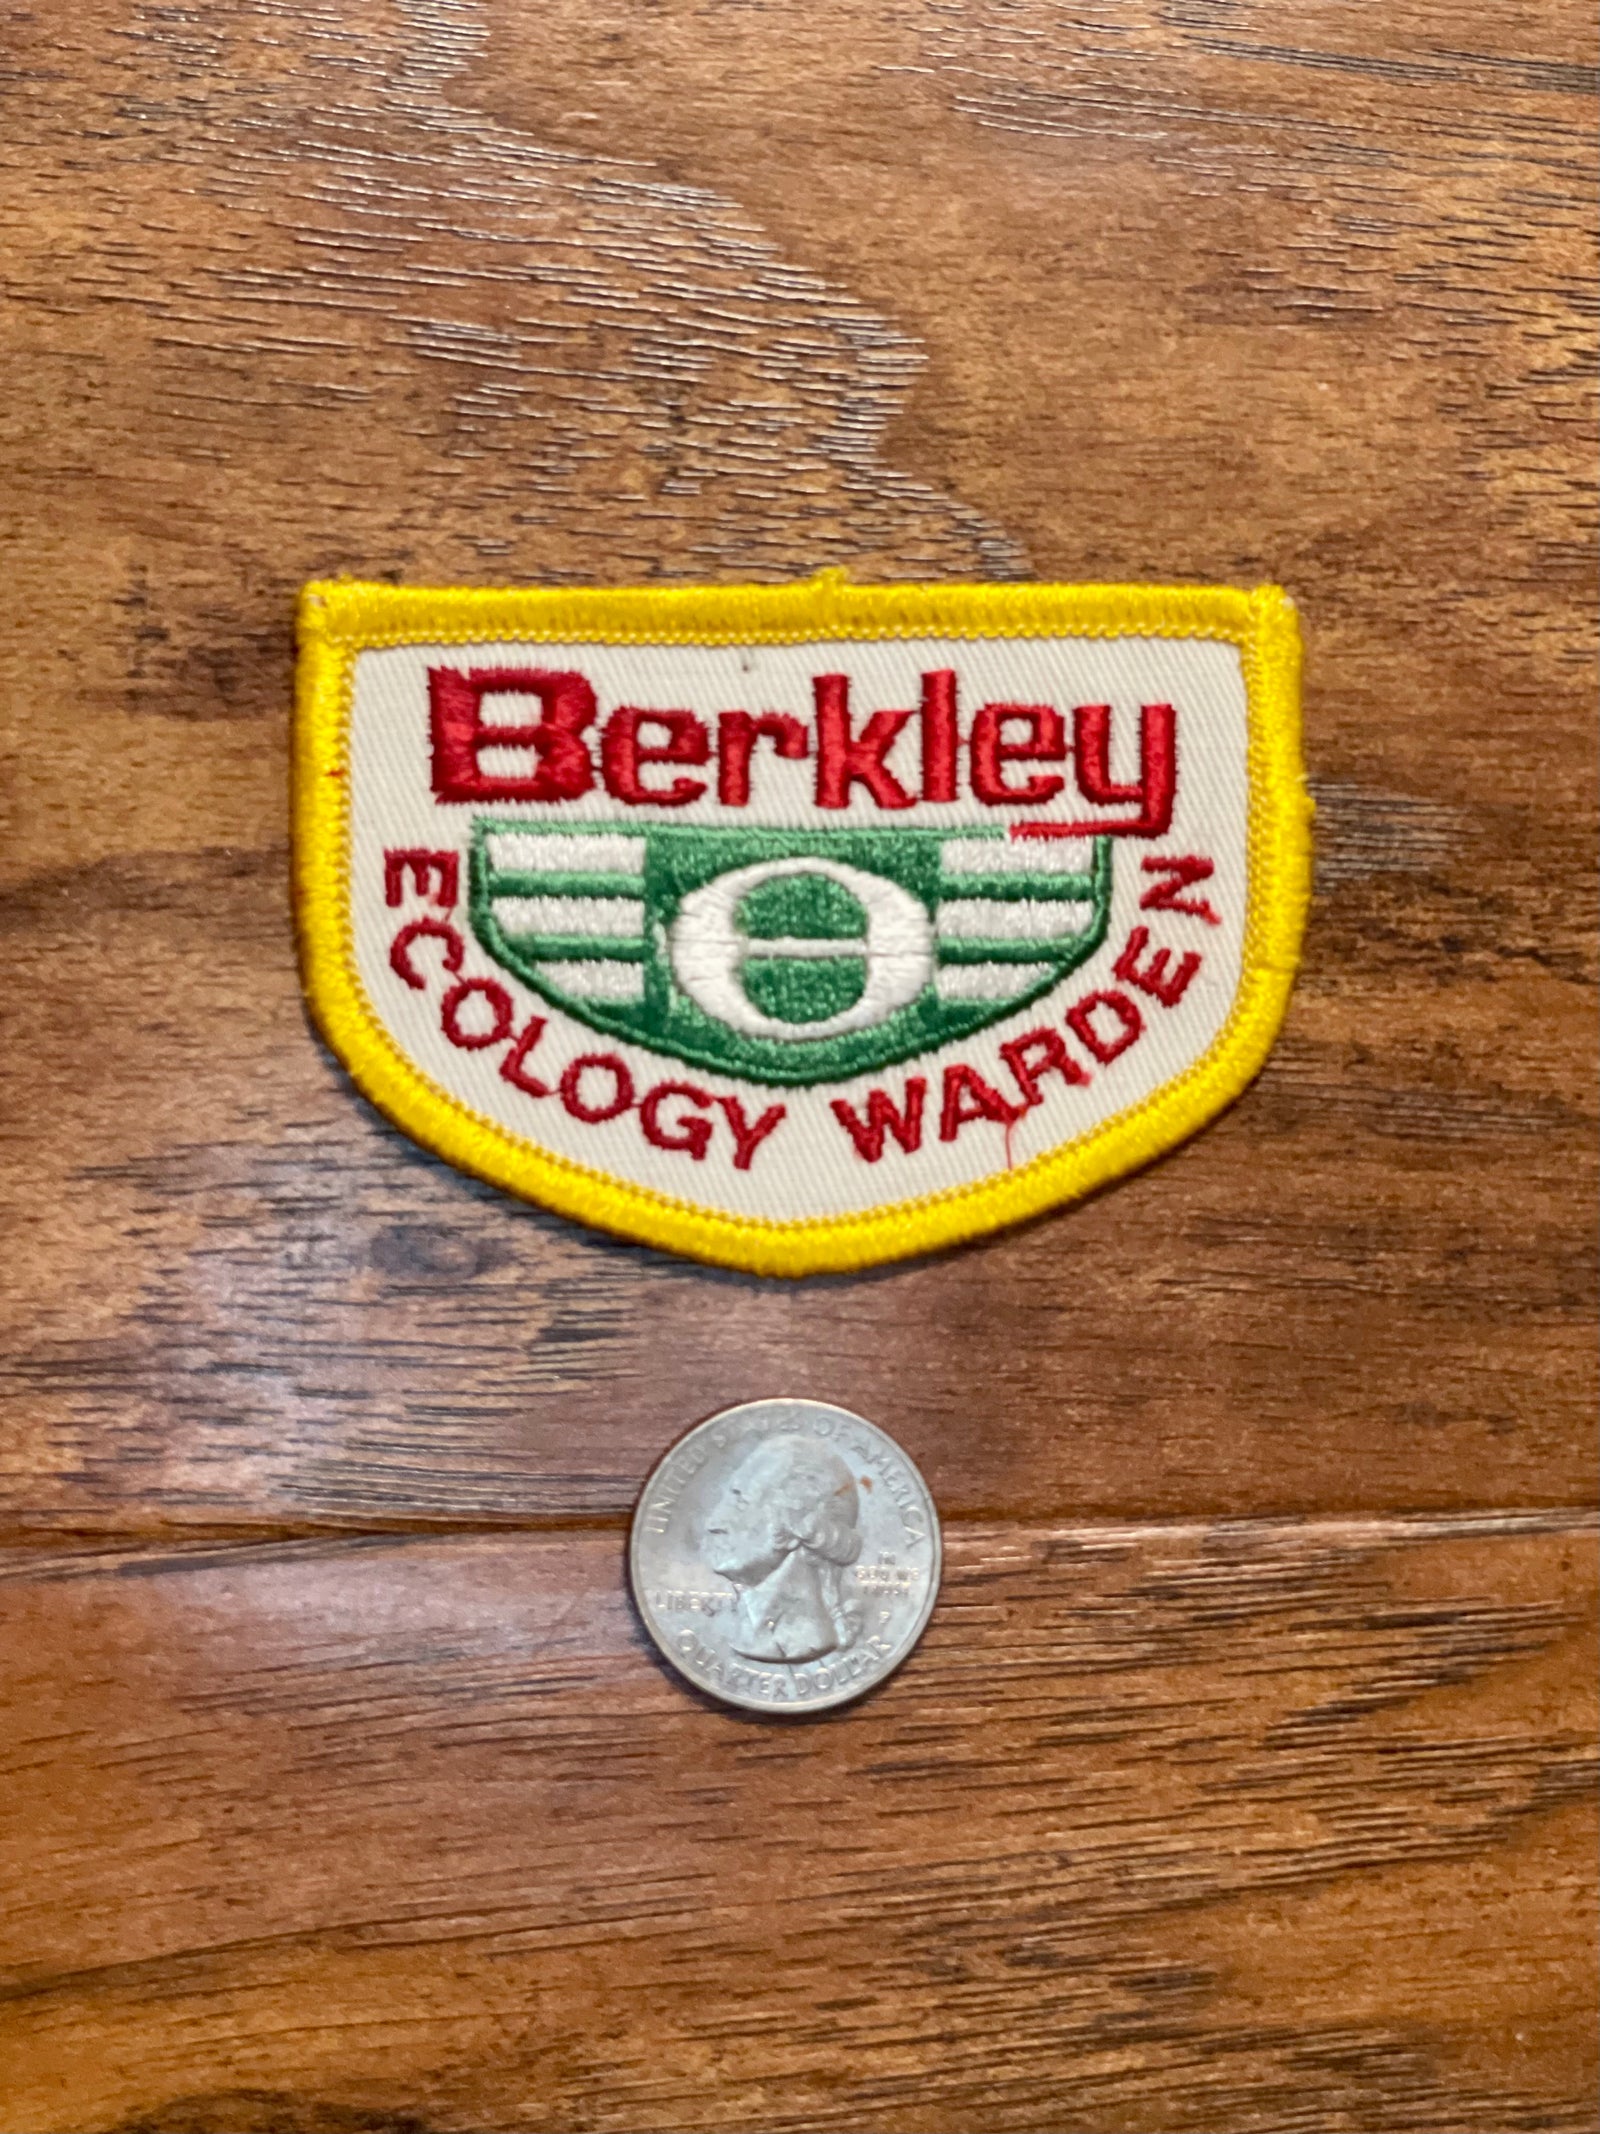 Berkley
ECOLOGY WARDEN
UNITED STATES OF AMERICA
LIBERTY
IN
GOD WE
TRUST
P
QUARTER DOLLAR